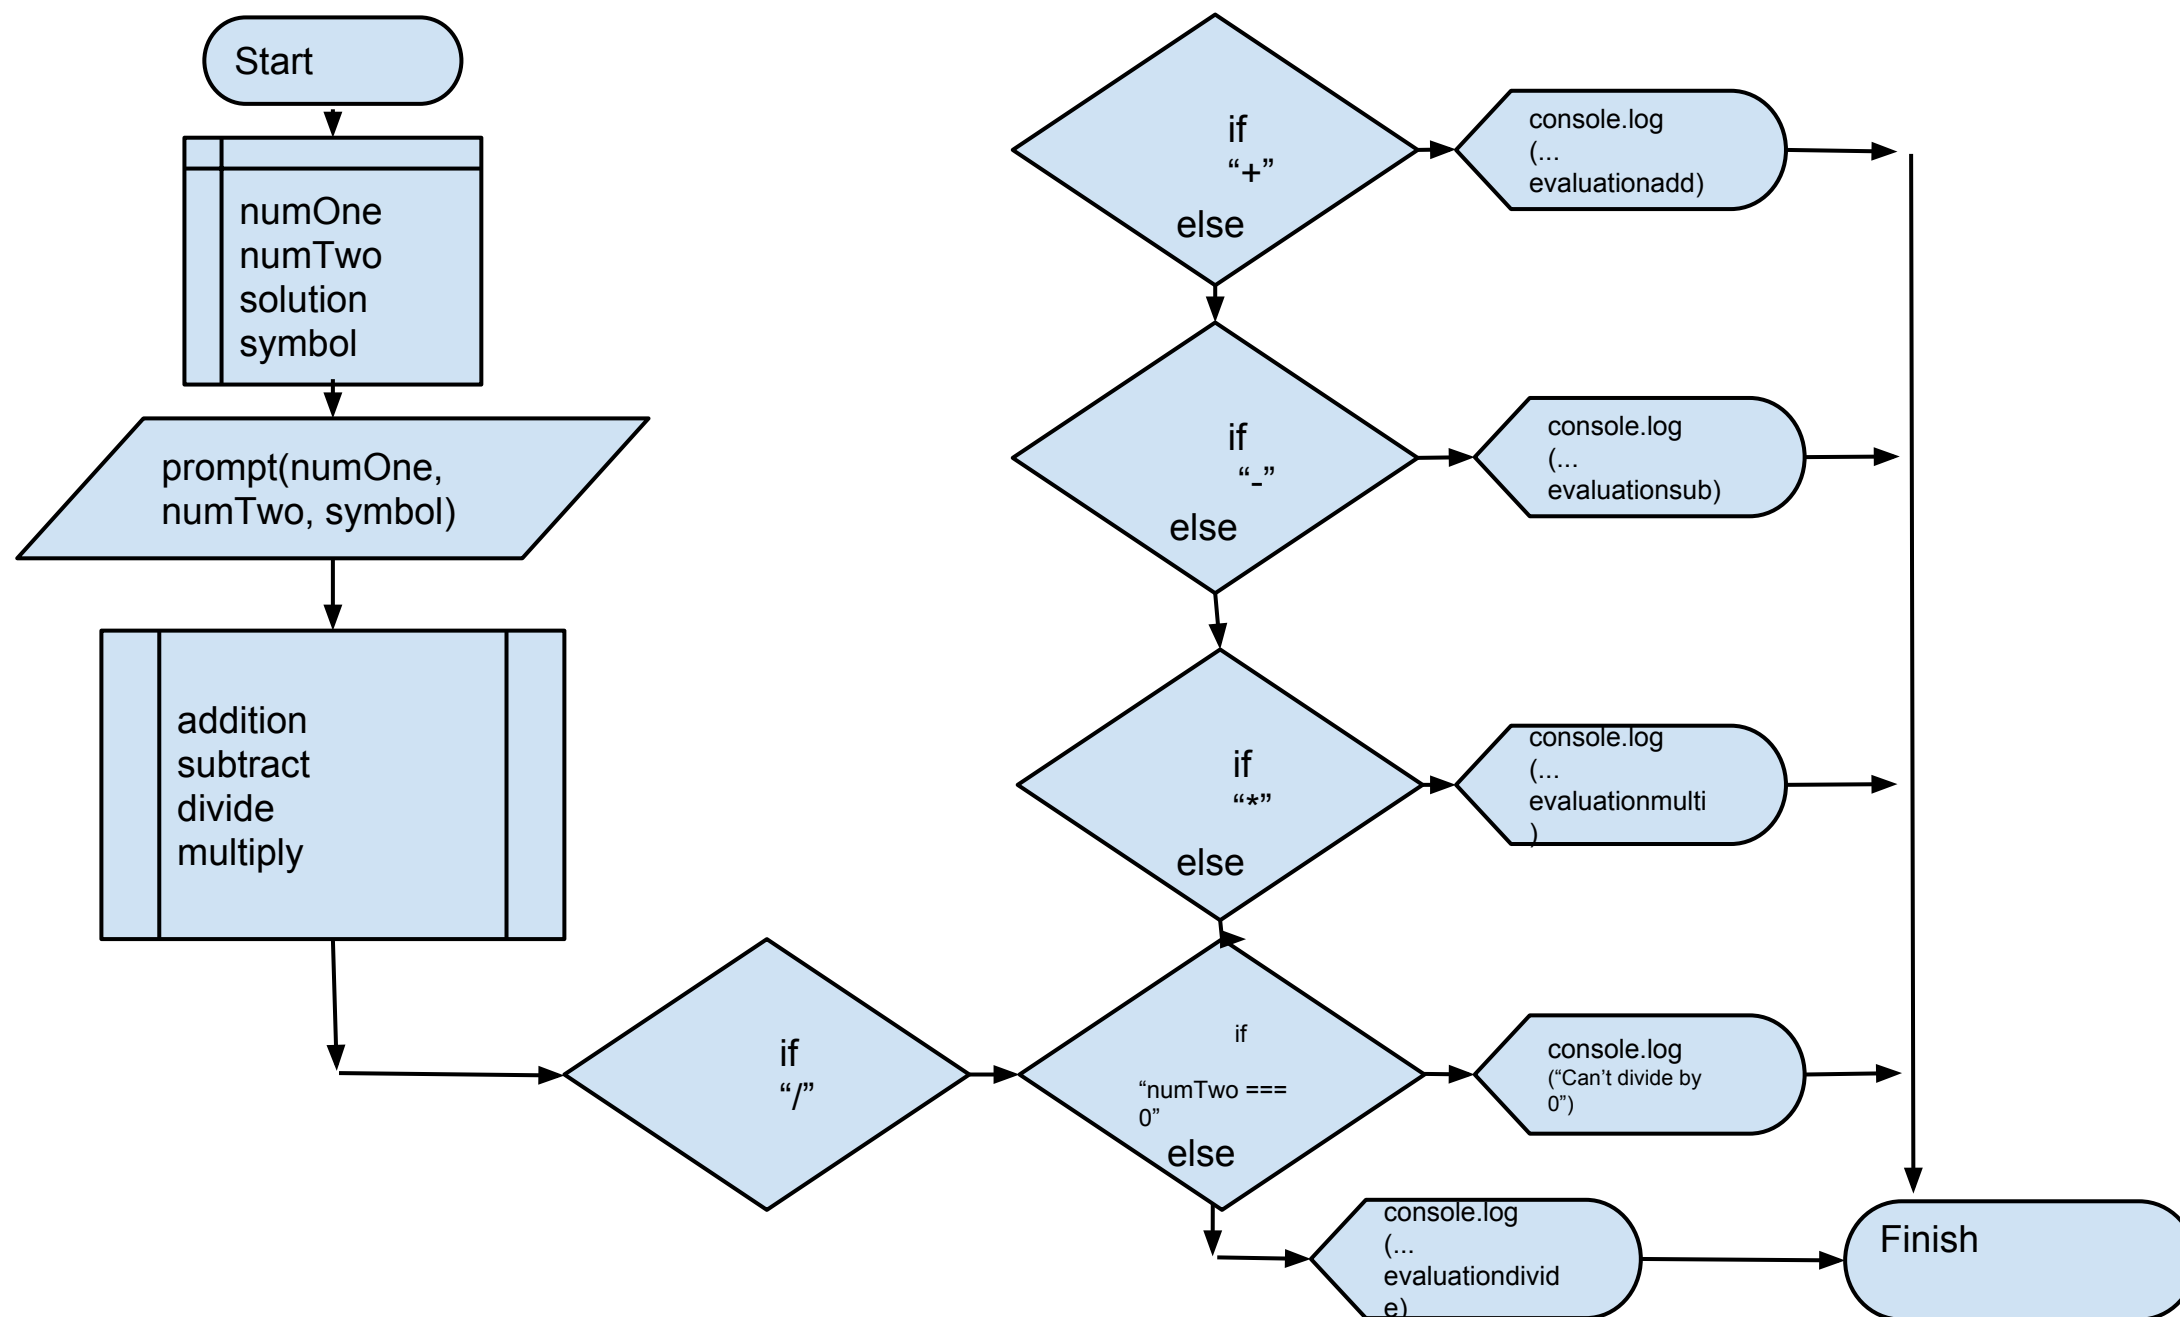 Start
numOne
numTwo
solution
symbol
prompt(numOne,
numTwo, symbol)
addition
subtract
divide
multiply
if
“/”
if
“+”
else
console.log
(...
evaluationadd)
if
“-”
else
console.log
(...
evaluationsub)
if
“*”
else
console.log
(...
evaluationmulti
)
if
“numTwo ===
0”
else
console.log
(“Can’t divide by
0”)
console.log
(...
evaluationdivid
e)
Finish